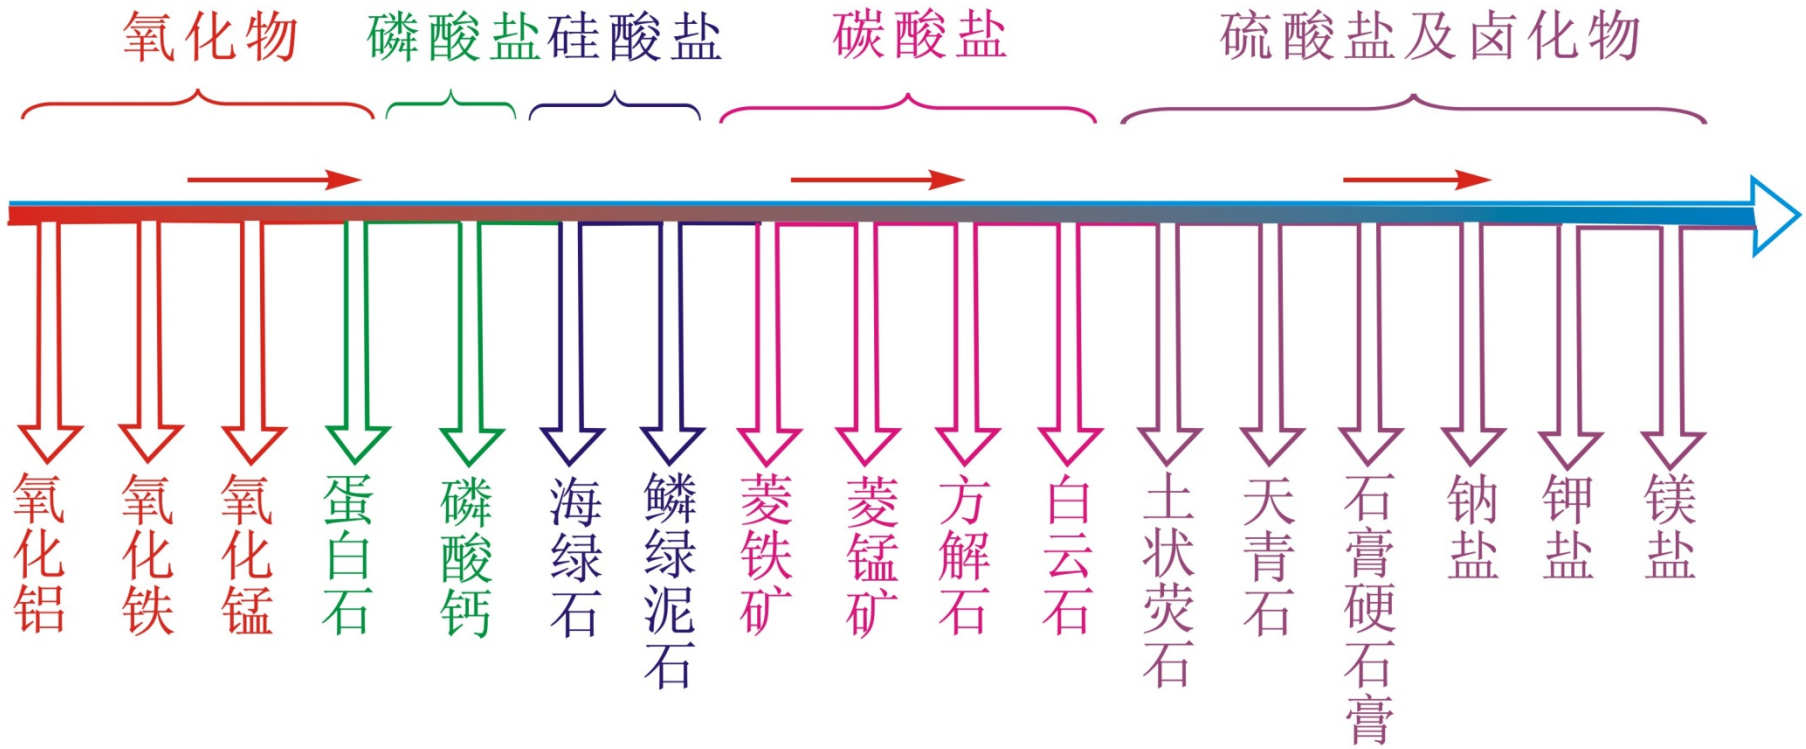 氧化物
磷酸盐
硅酸盐
碳酸盐
硫酸盐及卤化物
氧化铝
氧化铁
氧化锰
蛋白石
磷酸钙
海绿石
鳞绿泥石
菱铁矿
菱锰矿
方解石
白云石
土状荧石
天青石
石膏硬石膏
钠盐
钾盐
镁盐